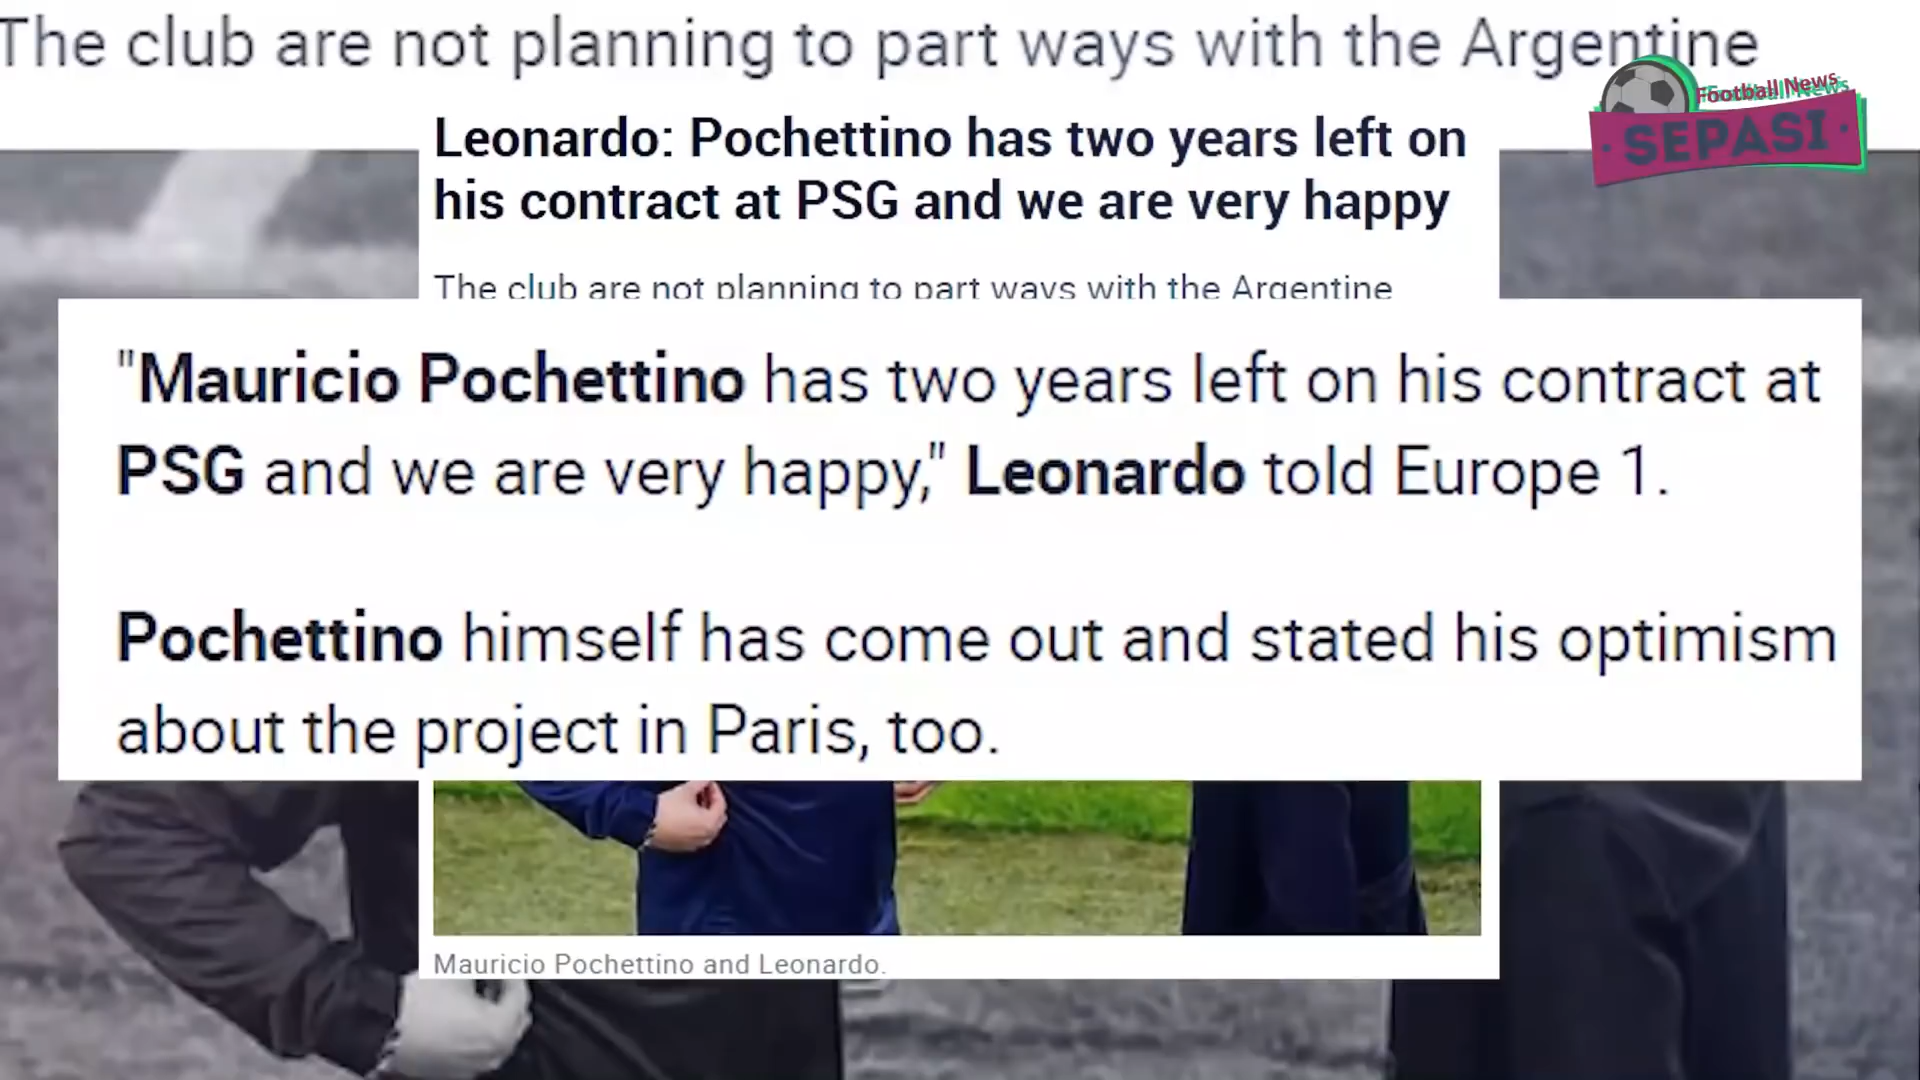 The club are not planning to part ways with the Argentine
Football News
SEPASI
Leonardo: Pochettino has two years left on
his contract at PSG and we are very happy
The club are not planning to part ways with the Argentine
"Mauricio Pochettino has two years left on his contract at
PSG and we are very happy," Leonardo told Europe 1.
Pochettino himself has come out and stated his optimism
about the project in Paris, too.
Mauricio Pochettino and Leonardo.